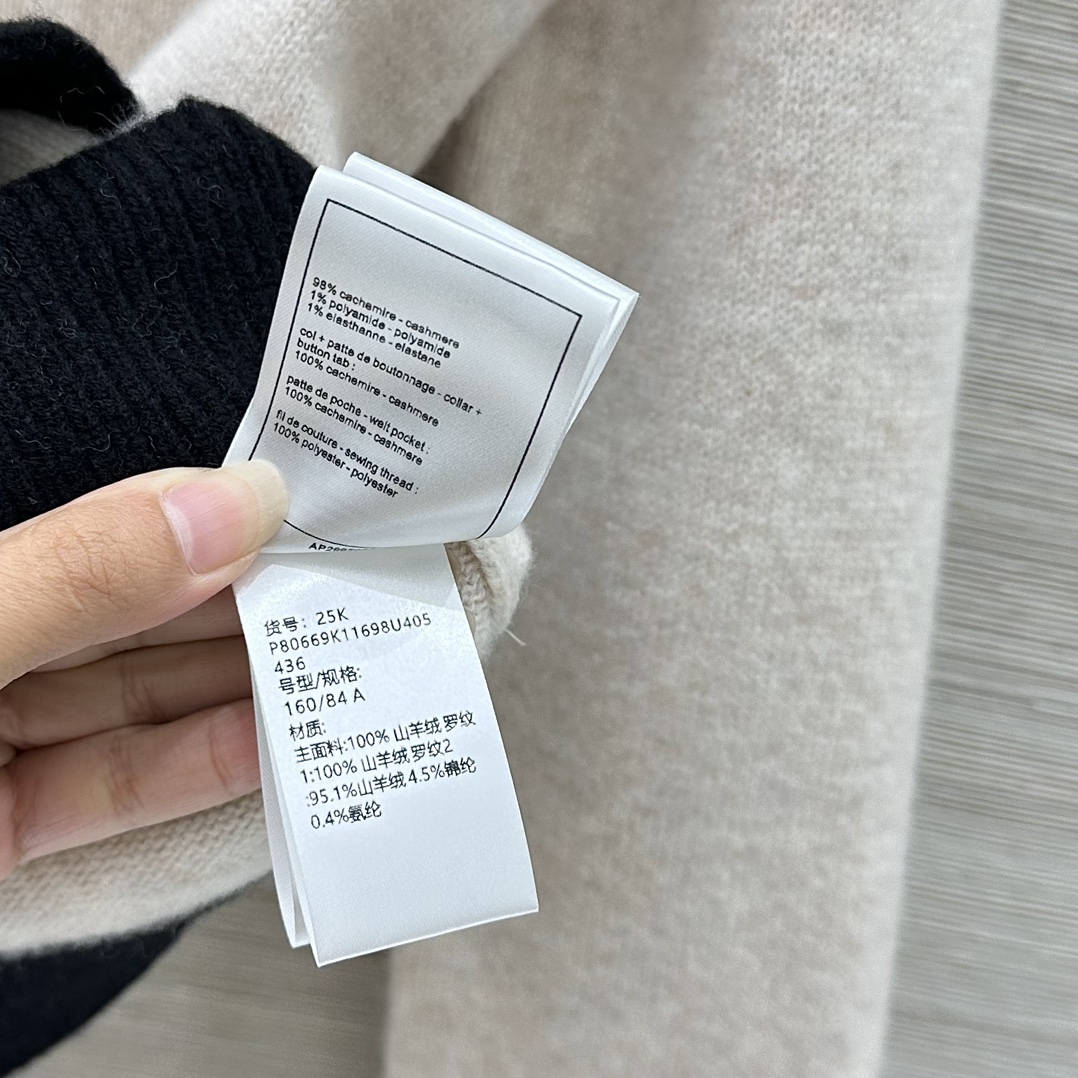 98% cachemire - cashmere
1% polyamide - polyamide
1% elasthanne - elastane
col + patte de boutonnage - collar +
button tab :
100% cachemire - cashmere
patte de poche - welt pocket :
100% cachemire - cashmere
fil de couture - sewing thread :
100% polyester - polyester
货号: 25K
P80669K11698U405
436
号型/规格:
160/84 A
材质:
主面料:100% 山羊绒 罗纹
1:100% 山羊绒 罗纹2
:95.1%山羊绒 4.5%锦纶
0.4%氨纶